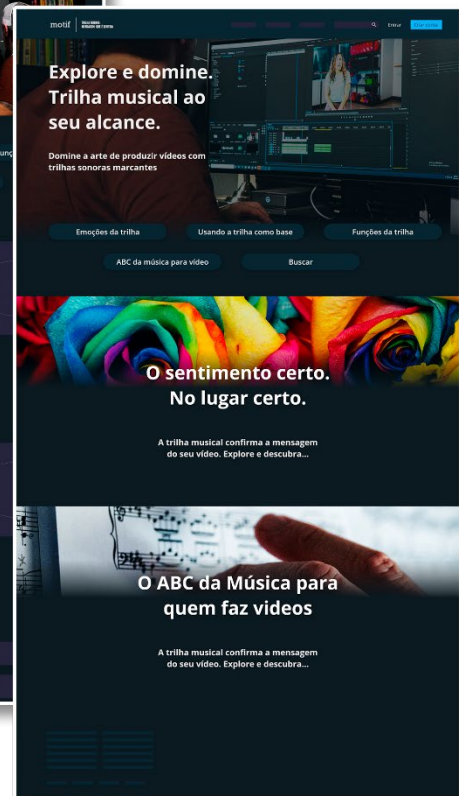 motif
Entrar
Criar conta
Explore e domine.
Trilha musical ao
seu alcance.
Domine a arte de produzir vídeos com
trilhas sonoras marcantes
Emoções da trilha
Usando a trilha como base
Funções da trilha
ABC da música para vídeo
Buscar
O sentimento certo.
No lugar certo.
A trilha musical confirma a mensagem
do seu vídeo. Explore e descubra...
O ABC da Música para
quem faz videos
A trilha musical confirma a mensagem
do seu vídeo. Explore e descubra...